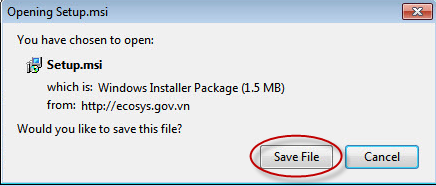 Opening Setup.msi
You have chosen to open:
Setup.msi
which is: Windows Installer Package (1.5 MB)
from: http://ecosys.gov.vn
Would you like to save this file?
Save File
Cancel